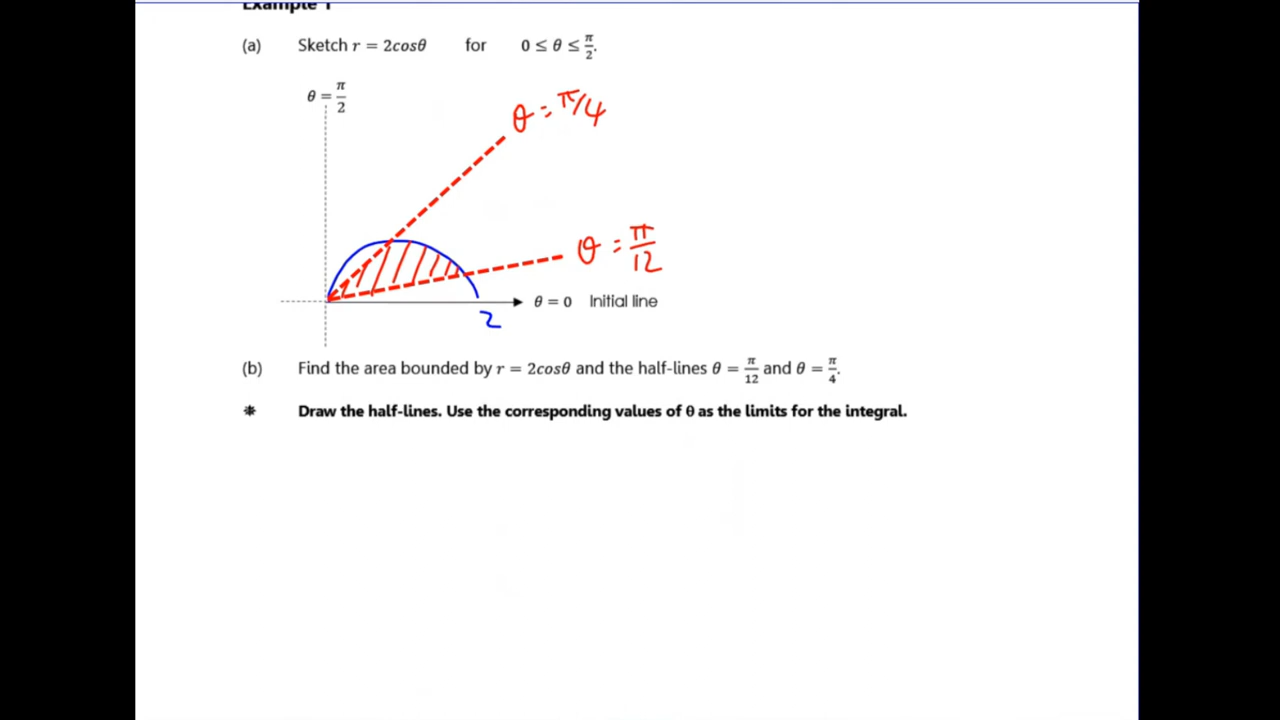 Example 1
(a) Sketch r = 2cosθ for 0 ≤ θ ≤ π/2.
θ = π/2
θ = π/4
θ = π/12
θ = 0 Initial line
2
(b) Find the area bounded by r = 2cosθ and the half-lines θ = π/12 and θ = π/4.
* Draw the half-lines. Use the corresponding values of θ as the limits for the integral.